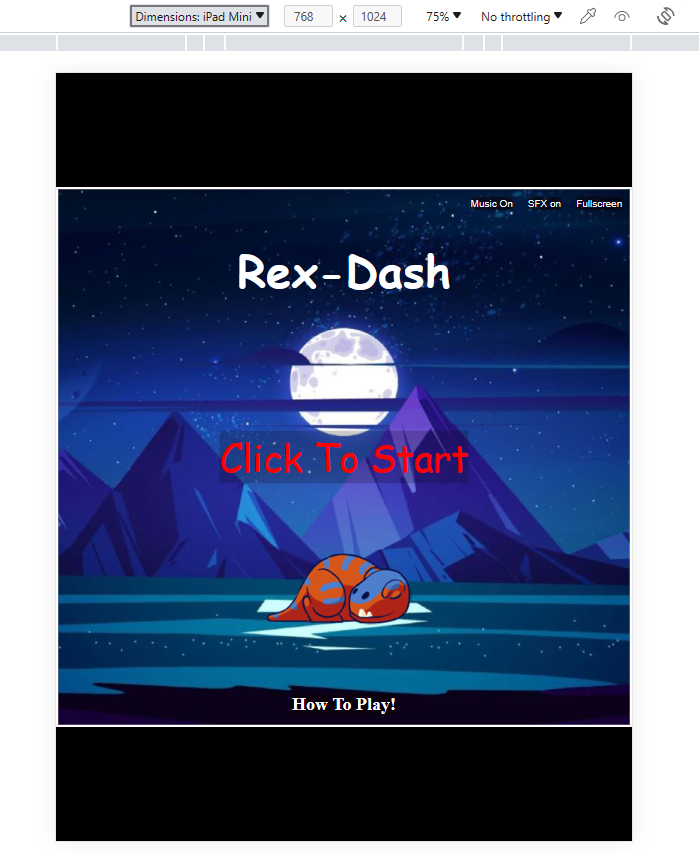 Dimensions: iPad Mini 768 × 1024 75% No throttling
Music On SFX on Fullscreen
Rex-Dash
Click To Start
How To Play!